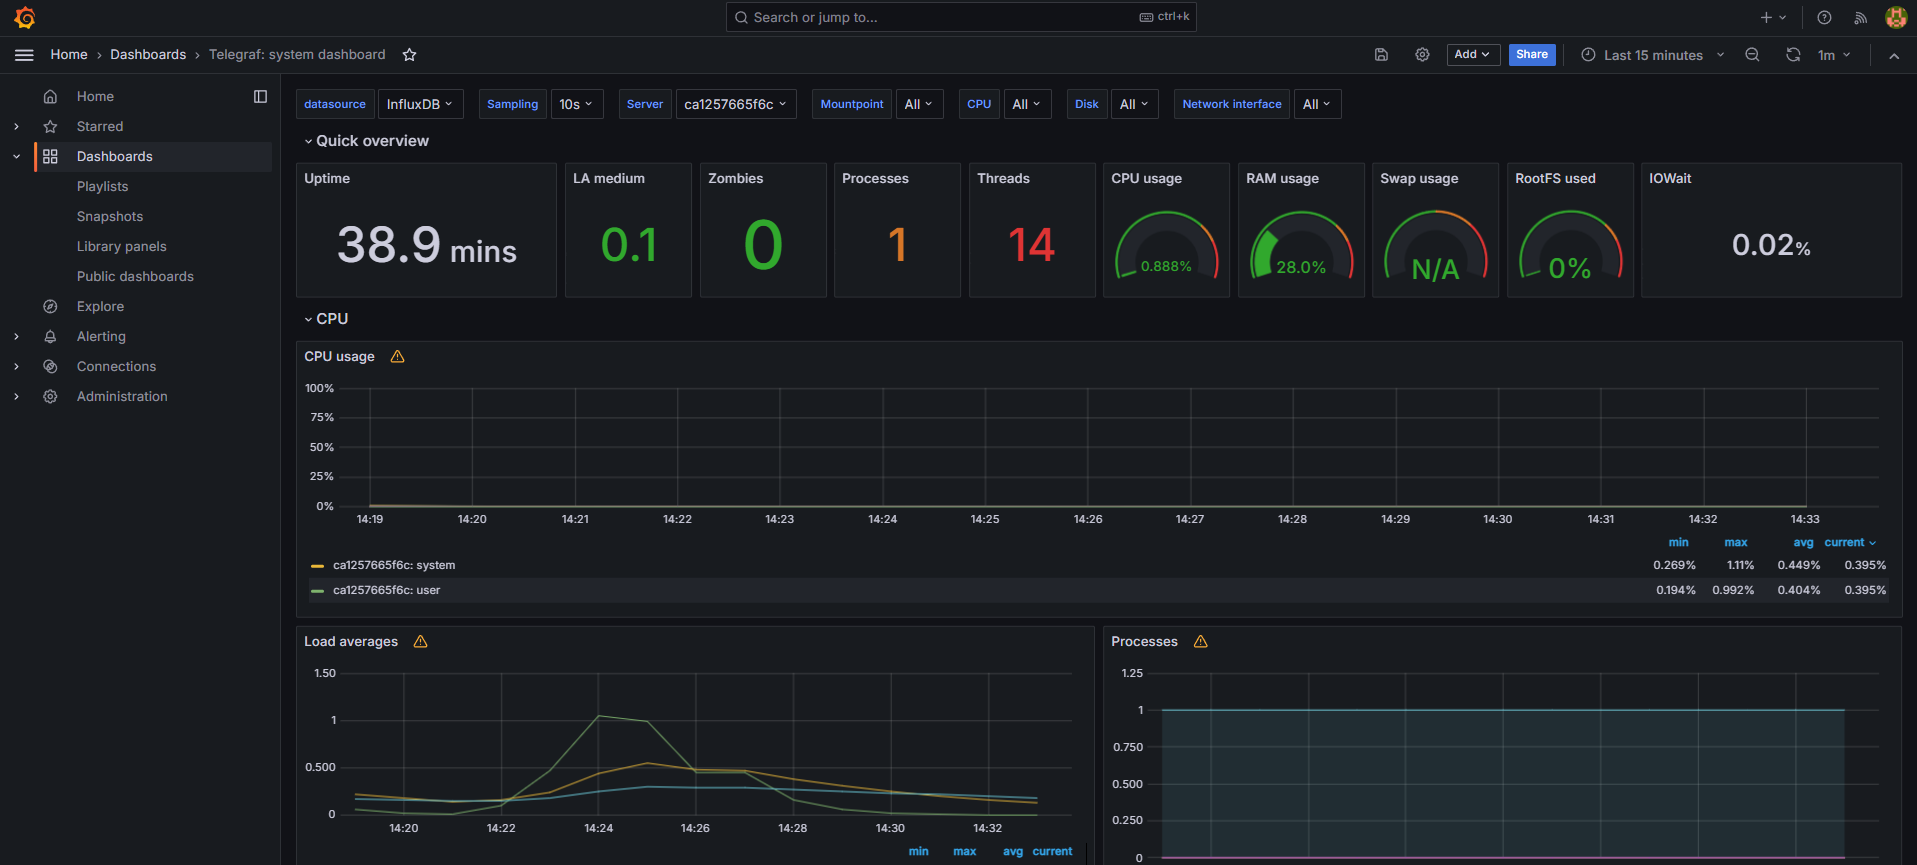 Search or jump to... ctrl+k
Home › Dashboards › Telegraf: system dashboard Add Share Last 15 minutes 1m
Home
Starred
Dashboards
Playlists
Snapshots
Library panels
Public dashboards
Explore
Alerting
Connections
Administration
datasource InfluxDB Sampling 10s Server ca1257665f6c Mountpoint All CPU All Disk All Network interface All
Quick overview
Uptime LA medium Zombies Processes Threads CPU usage RAM usage Swap usage RootFS used IOWait
38.9 mins 0.1 0 1 14 0.888% 28.0% N/A 0% 0.02%
CPU
CPU usage
100%
75%
50%
25%
0%
14:19 14:20 14:21 14:22 14:23 14:24 14:25 14:26 14:27 14:28 14:29 14:30 14:31 14:32 14:33
min max avg current
ca1257665f6c: system 0.269% 1.11% 0.449% 0.395%
ca1257665f6c: user 0.194% 0.992% 0.404% 0.395%
Load averages
1.50
1
0.500
0
14:20 14:22 14:24 14:26 14:28 14:30 14:32
min max avg current
Processes
1.25
1
0.750
0.500
0.250
0